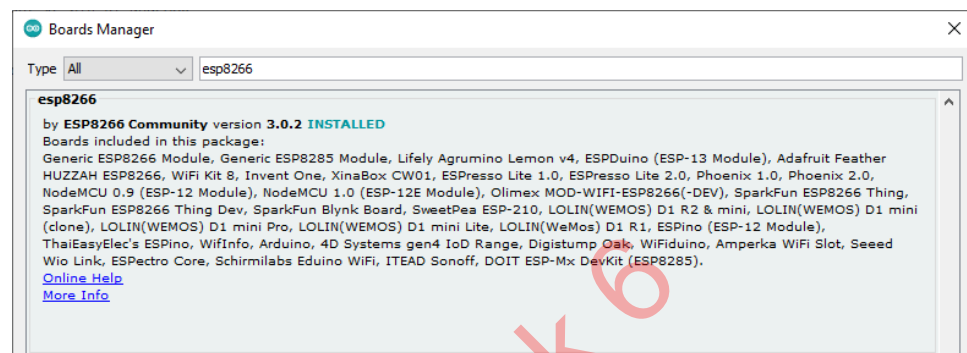 Boards Manager
Type All esp8266
esp8266
by ESP8266 Community version 3.0.2 INSTALLED
Boards included in this package:
Generic ESP8266 Module, Generic ESP8285 Module, Lifely Agrumino Lemon v4, ESPDuino (ESP-13 Module), Adafruit Feather
HUZZAH ESP8266, WiFi Kit 8, Invent One, XinaBox CW01, ESPresso Lite 1.0, ESPresso Lite 2.0, Phoenix 1.0, Phoenix 2.0,
NodeMCU 0.9 (ESP-12 Module), NodeMCU 1.0 (ESP-12E Module), Olimex MOD-WIFI-ESP8266(-DEV), SparkFun ESP8266 Thing,
SparkFun ESP8266 Thing Dev, SparkFun Blynk Board, SweetPea ESP-210, LOLIN(WEMOS) D1 R2 & mini, LOLIN(WEMOS) D1 mini
(clone), LOLIN(WEMOS) D1 mini Pro, LOLIN(WEMOS) D1 mini Lite, LOLIN(WeMos) D1 R1, ESPino (ESP-12 Module),
ThaiEasyElec's ESPino, WifInfo, Arduino, 4D Systems gen4 IoD Range, Digistump Oak, WiFiduino, Amperka WiFi Slot, Seeed
Wio Link, ESPectro Core, Schirmilabs Eduino WiFi, ITEAD Sonoff, DOIT ESP-Mx DevKit (ESP8285).
Online Help
More Info